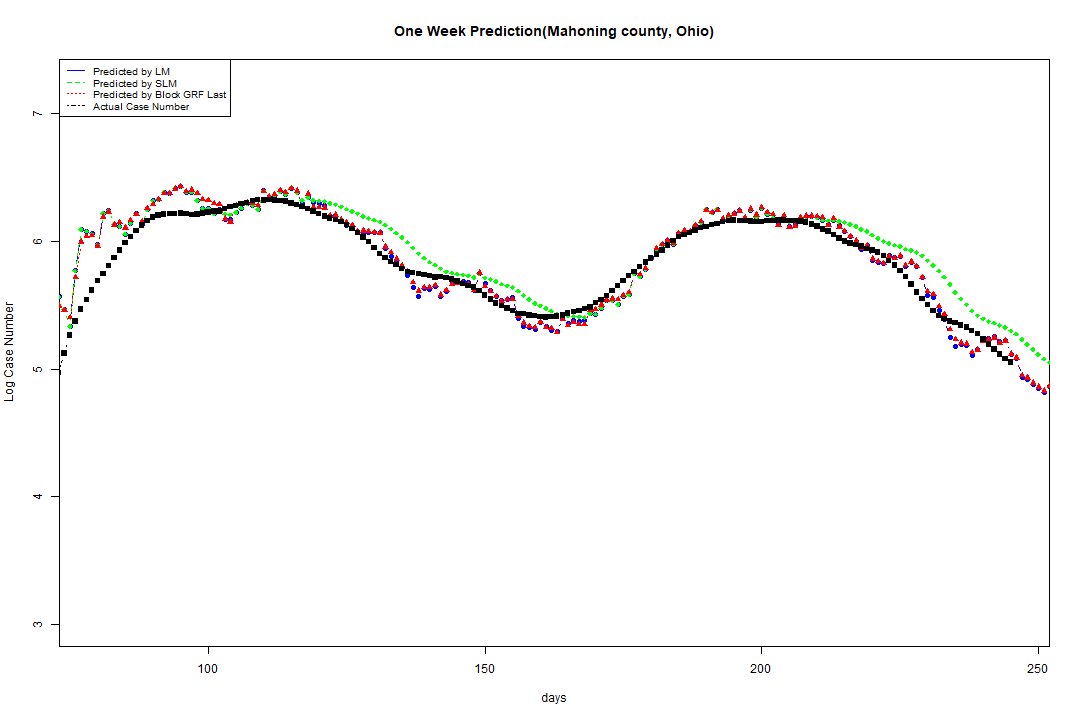 One Week Prediction(Mahoning county, Ohio)
Predicted by LM
Predicted by SLM
Predicted by Block GRF Last
Actual Case Number
7
6
5
4
3
Log Case Number
100 150 200 250
days